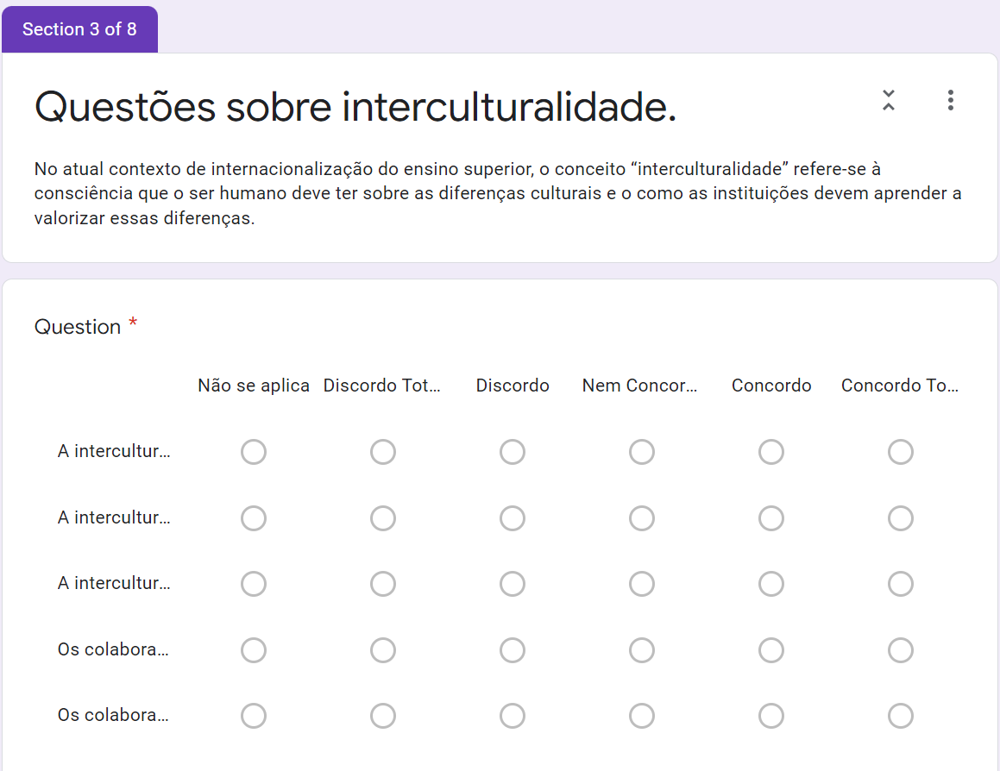 Section 3 of 8
Questões sobre interculturalidade.
No atual contexto de internacionalização do ensino superior, o conceito “interculturalidade” refere-se à
consciência que o ser humano deve ter sobre as diferenças culturais e o como as instituições devem aprender a
valorizar essas diferenças.
Question *
Não se aplica Discordo Tot... Discordo Nem Concor... Concordo Concordo To...
A intercultur...
A intercultur...
A intercultur...
Os colabora...
Os colabora...